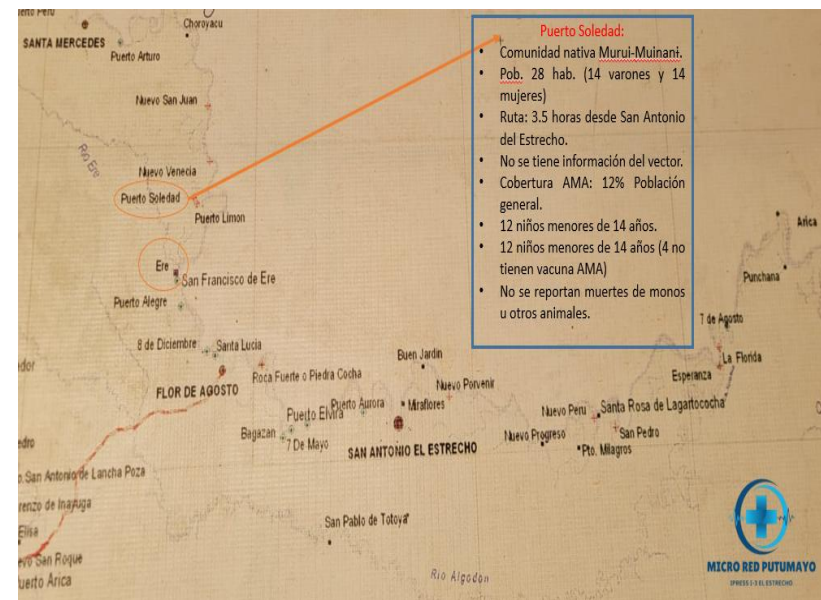 Choroyacu
SANTA MERCEDES
Puerto Arturo
Nuevo San Juan
Rio Ere
Nuevo Venecia
Puerto Soledad
Puerto Limon
Ere
San Francisco de Ere
Puerto Alegre
8 de Diciembre
Santa Lucia
Roca Fuerte o Piedra Cocha
FLOR DE AGOSTO
Buen Jardin
Nuevo Porvenir
Puerto Aurora
Miraflores
Puerto Elvira
Bagazan
7 De Mayo
SAN ANTONIO EL ESTRECHO
Nuevo Peru
Santa Rosa de Lagartococha
Nuevo Progreso
San Pedro
Pto. Milagros
Arica
Punchana
7 de Agosto
La Florida
Esperanza
San Antonio de Lancha Poza
San Pablo de Totoya
San Roque
Rio Algodon
Puerto Soledad:
• Comunidad nativa Murui-Muinanɨ.
• Pob. 28 hab. (14 varones y 14
mujeres)
• Ruta: 3.5 horas desde San Antonio
del Estrecho.
• No se tiene información del vector.
• Cobertura AMA: 12% Población
general.
• 12 niños menores de 14 años.
• 12 niños menores de 14 años (4 no
tienen vacuna AMA)
• No se reportan muertes de monos
u otros animales.
MICRO RED PUTUMAYO
IPRESS I-3 EL ESTRECHO